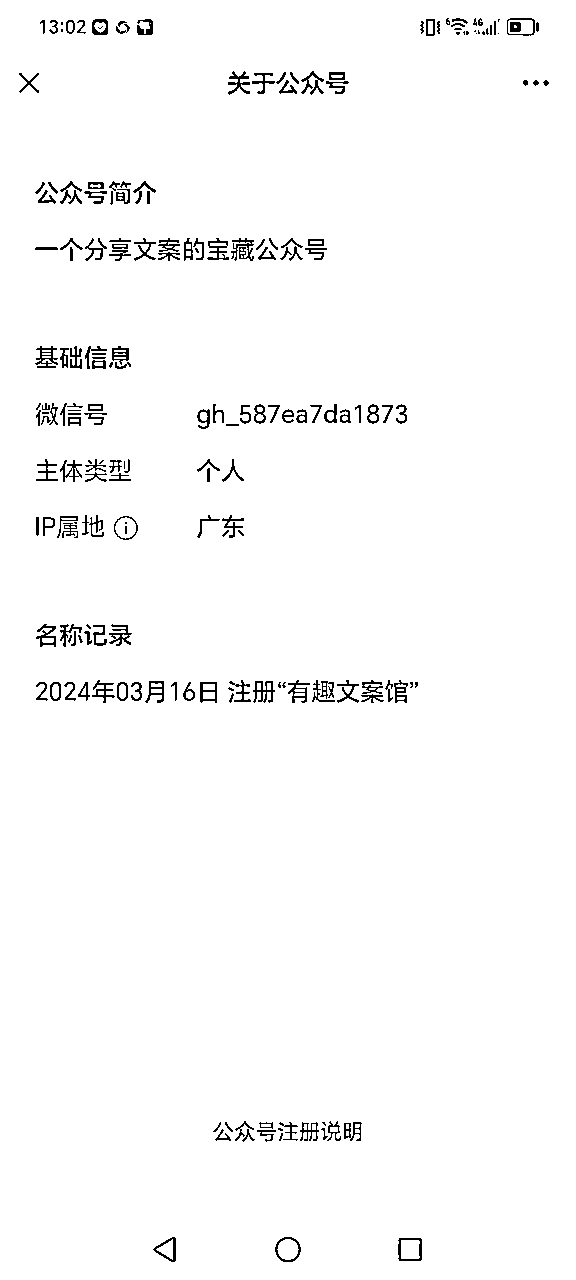 13:02
关于公众号
公众号简介
一个分享文案的宝藏公众号
基础信息
微信号 gh_587ea7da1873
主体类型 个人
IP属地 广东
名称记录
2024年03月16日 注册“有趣文案馆”
公众号注册说明